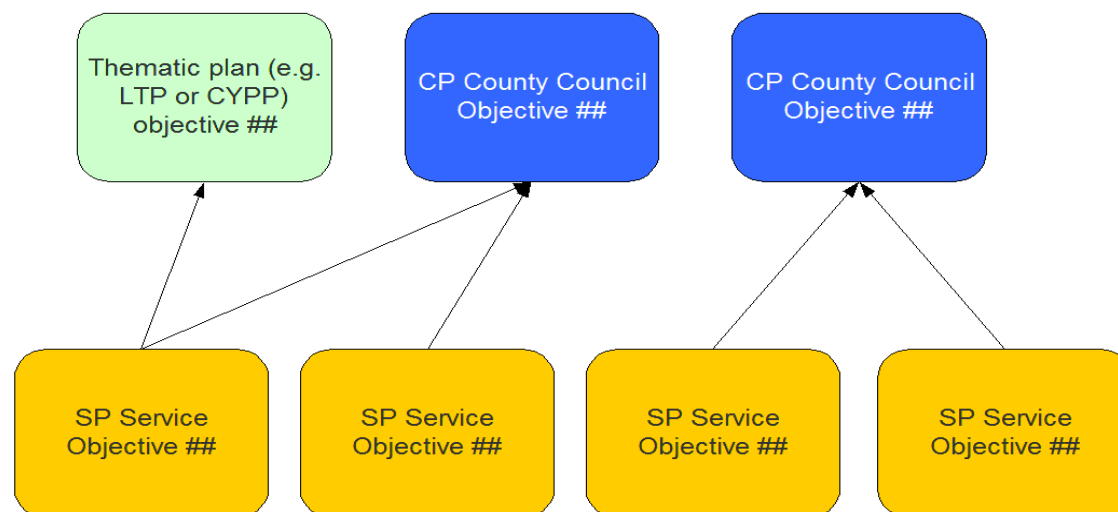 Thematic plan (e.g.
LTP or CYPP)
objective ##
CP County Council
Objective ##
CP County Council
Objective ##
SP Service
Objective ##
SP Service
Objective ##
SP Service
Objective ##
SP Service
Objective ##